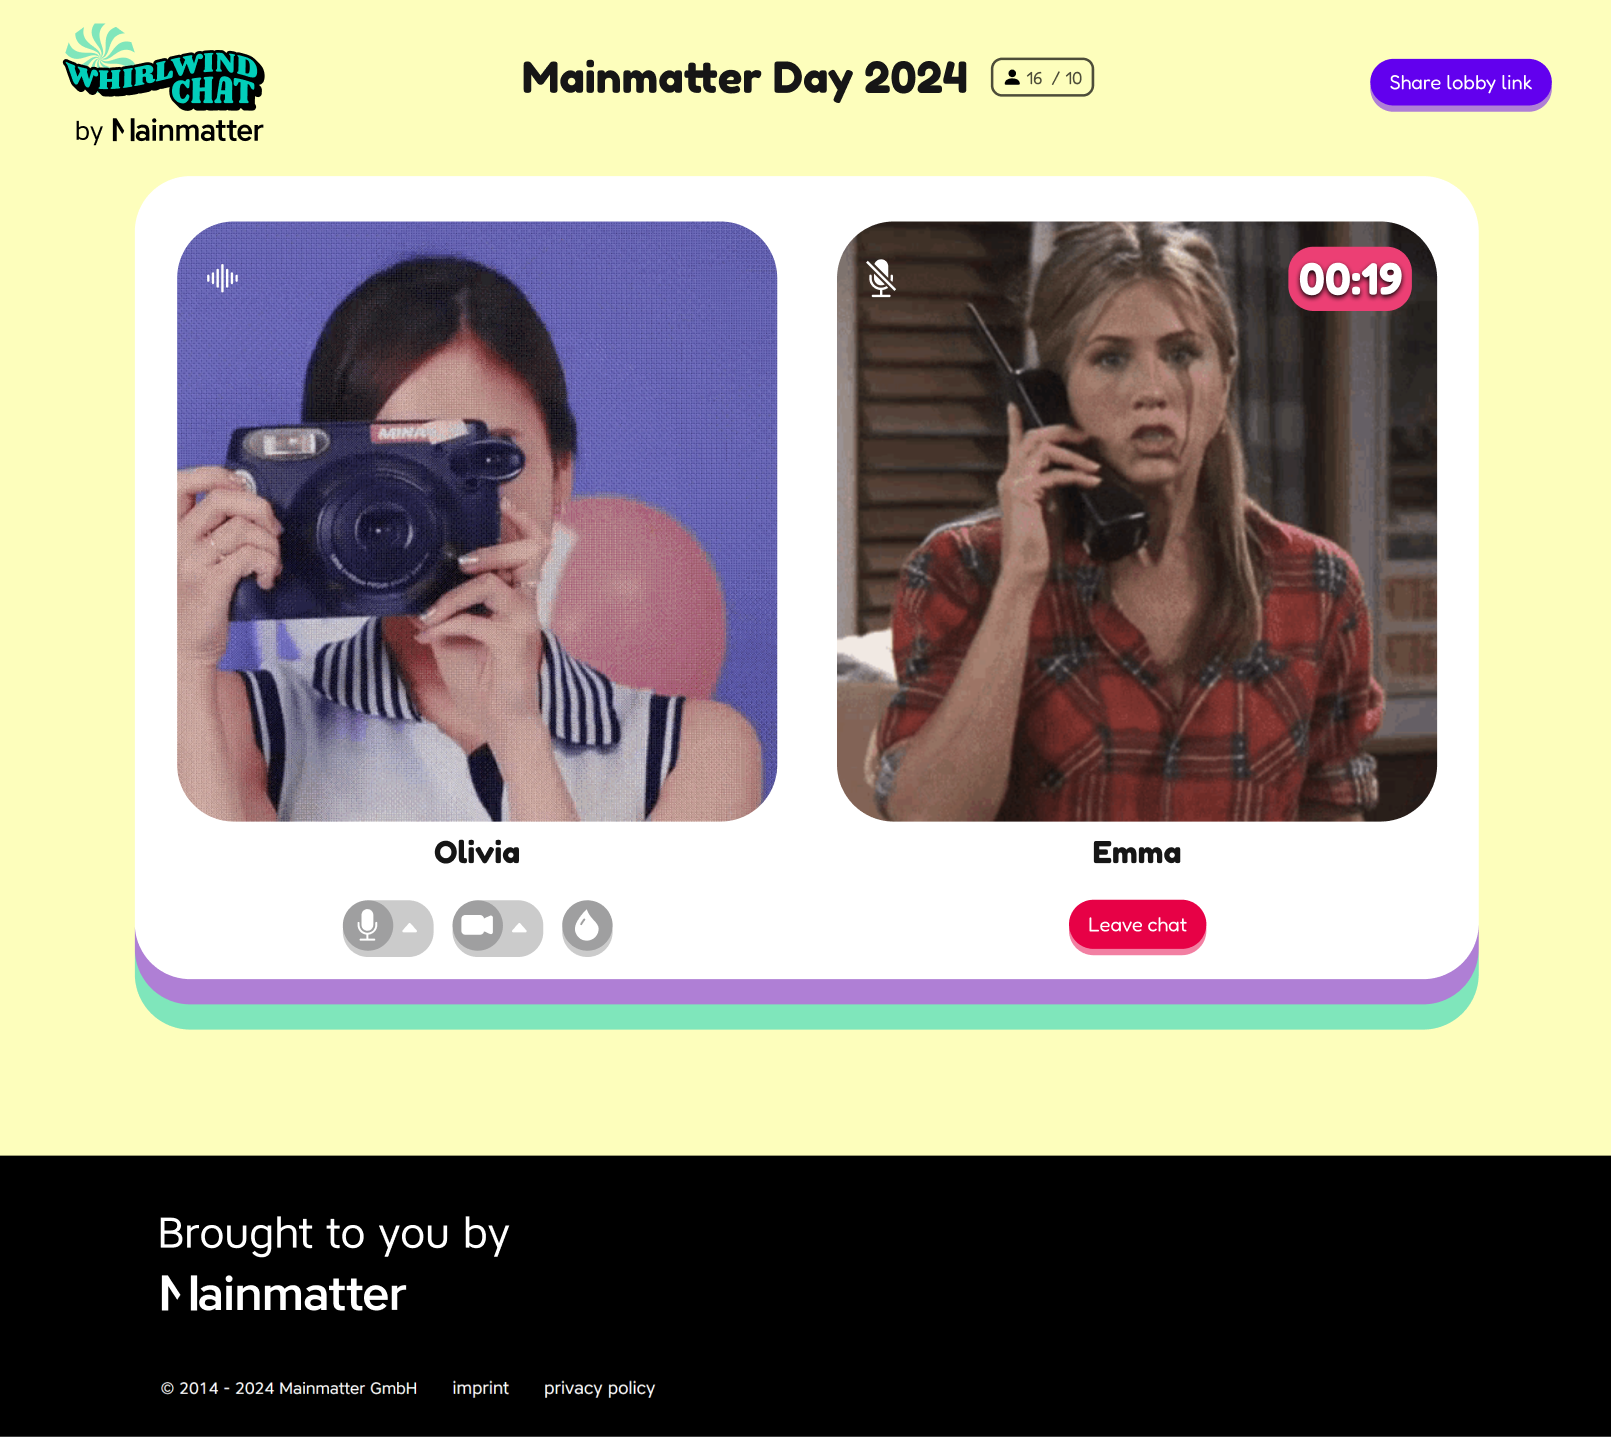 WHIRLWIND
CHAT
by Mainmatter
Mainmatter Day 2024
16 / 10
Share lobby link
00:19
Olivia
Emma
Leave chat
Brought to you by
Mainmatter
© 2014 - 2024 Mainmatter GmbH imprint privacy policy